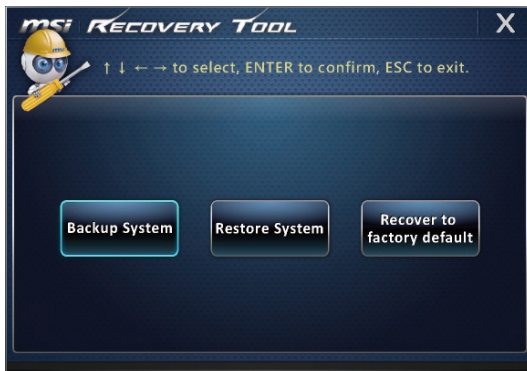 msi RECOVERY TOOL X
↑ ↓ ← → to select, ENTER to confirm, ESC to exit.
Backup System
Restore System
Recover to
factory default